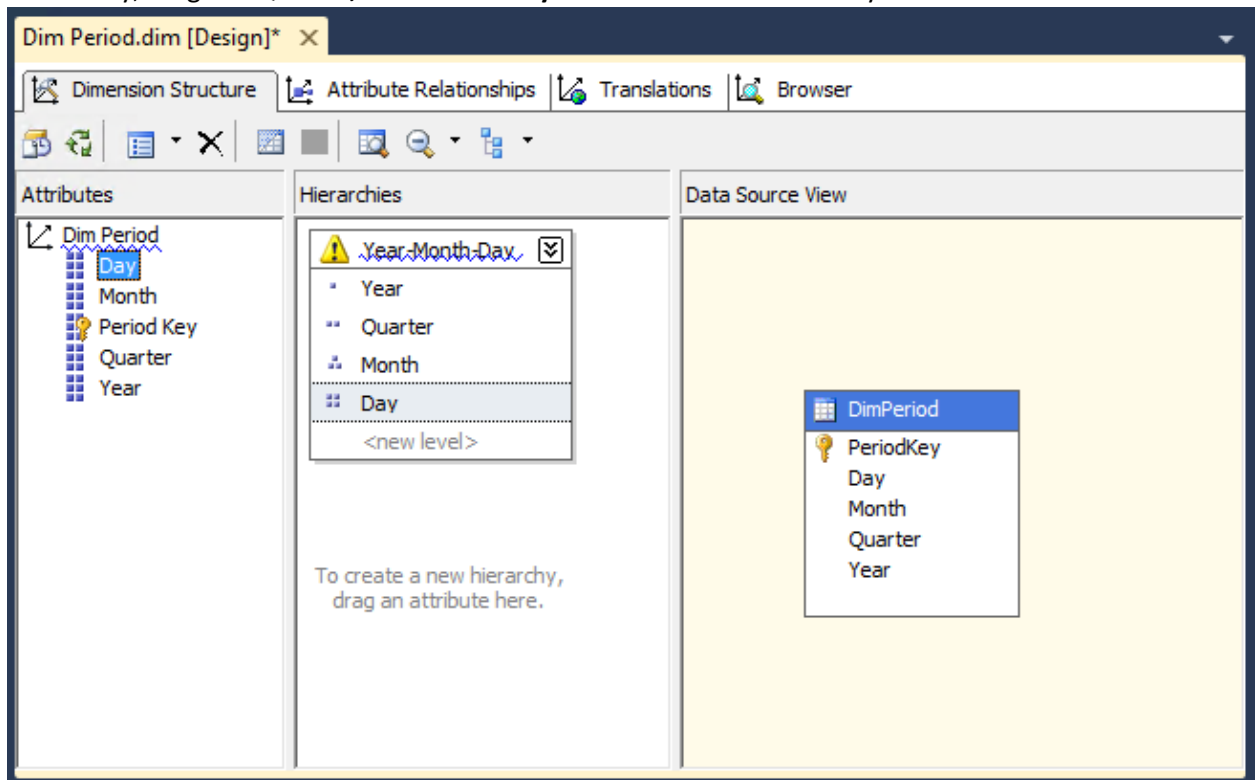 Dim Period.dim [Design]*
Dimension Structure Attribute Relationships Translations Browser
Attributes
Dim Period
Day
Month
Period Key
Quarter
Year
Hierarchies
Year-Month-Day
Year
Quarter
Month
Day
<new level>
To create a new hierarchy,
drag an attribute here.
Data Source View
DimPeriod
PeriodKey
Day
Month
Quarter
Year